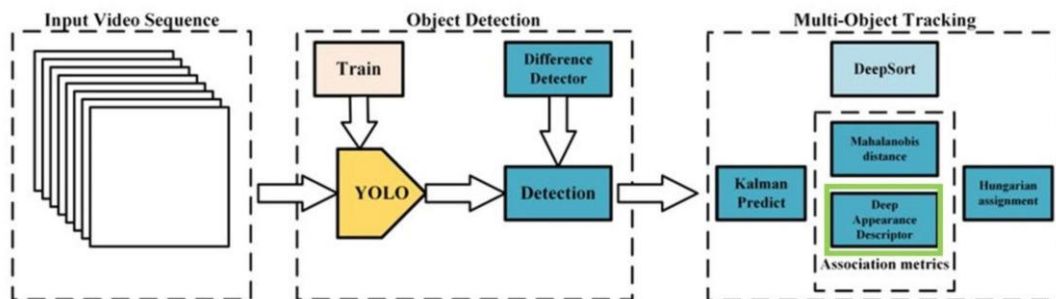 Input Video Sequence
Object Detection
Train
Difference
Detector
YOLO
Detection
Multi-Object Tracking
DeepSort
Mahalanobis
distance
Kalman
Predict
Deep
Appearance
Descriptor
Hungarian
assignment
Association metrics